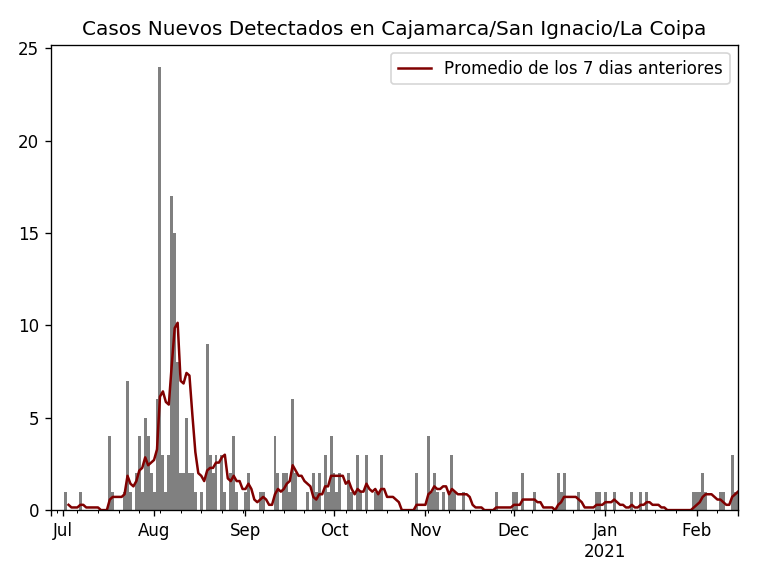 Casos Nuevos Detectados en Cajamarca/San Ignacio/La Coipa
Promedio de los 7 dias anteriores
25
20
15
10
5
0
Jul Aug Sep Oct Nov Dec Jan Feb
2021